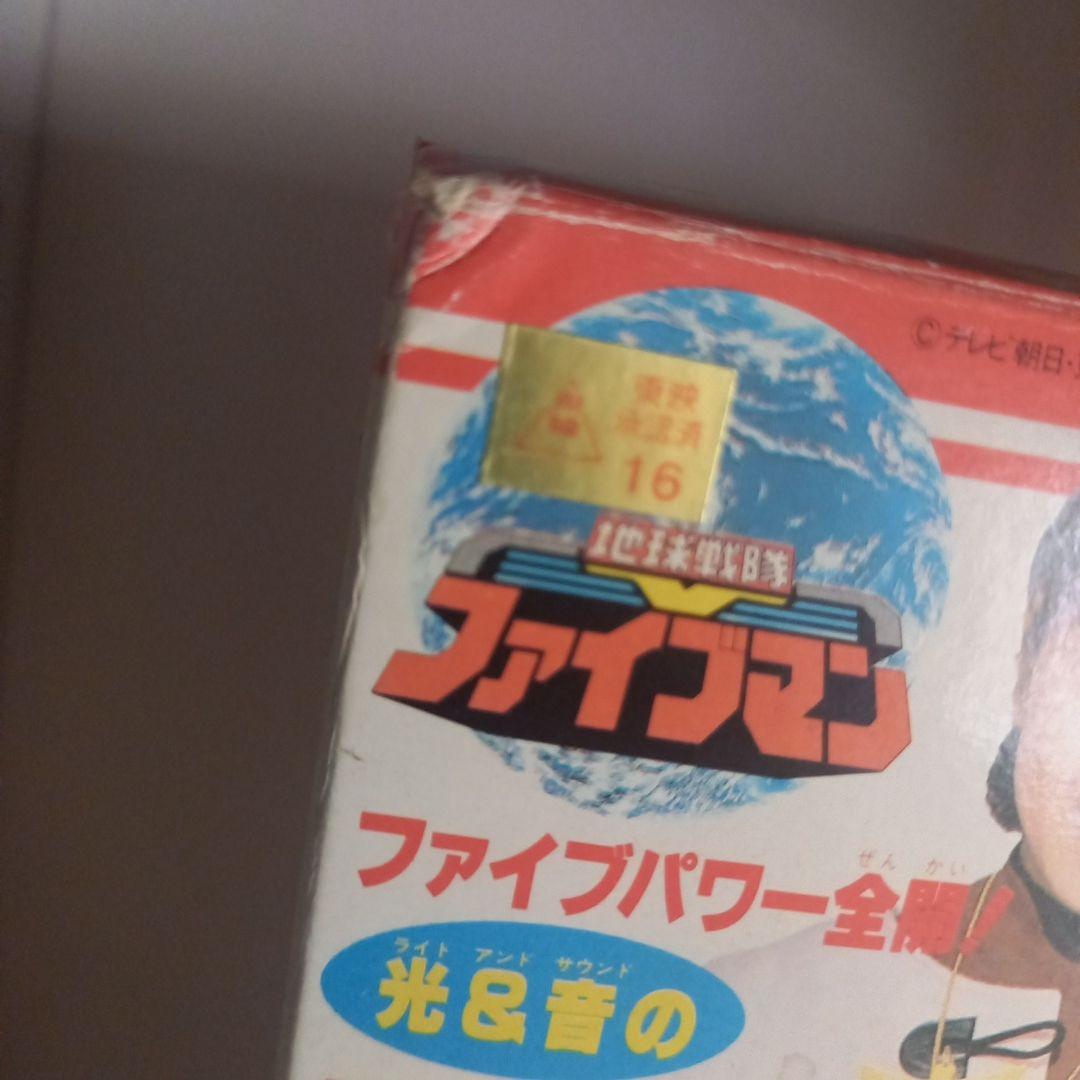 ©テレビ朝日・
東映
承認済
16
地球戦隊
ファイブマン
ファイブパワー全開!
ぜんかい
ライト アンド サウンド
光&音の